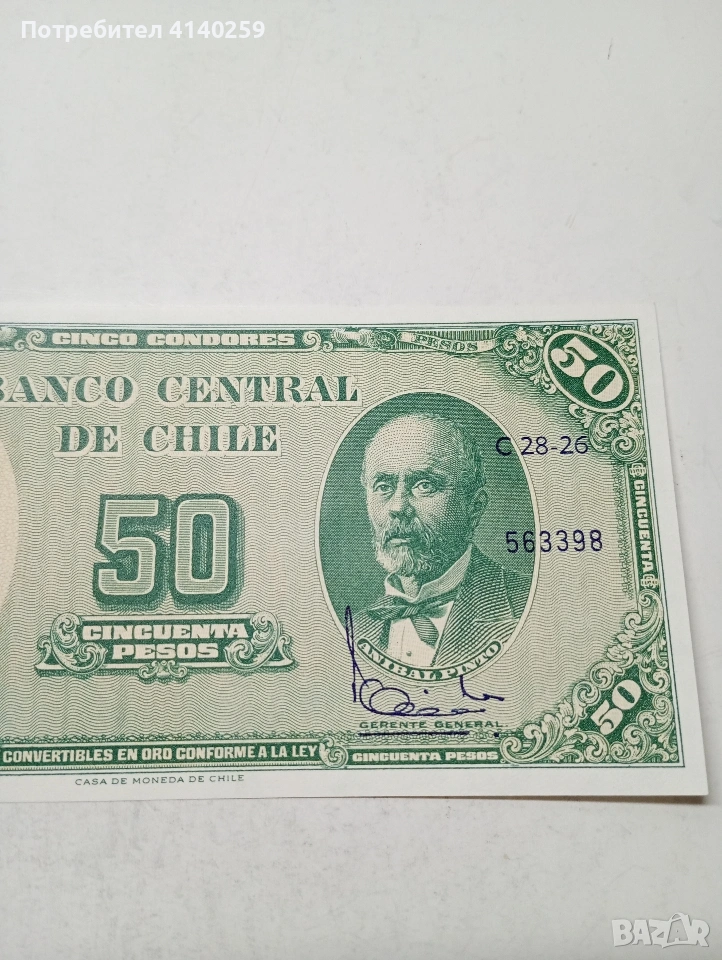 Потребител 4140259
CINCO CONDORES
PESOS
50
BANCO CENTRAL
DE CHILE
C 28-26
50
563398
CINCUENTA
CINCUENTA
PESOS
ANIBAL PINTO
50
GERENTE GENERAL
CONVERTIBLES EN ORO CONFORME A LA LEY
CINCUENTA PESOS
CASA DE MONEDA DE CHILE
BAZAR